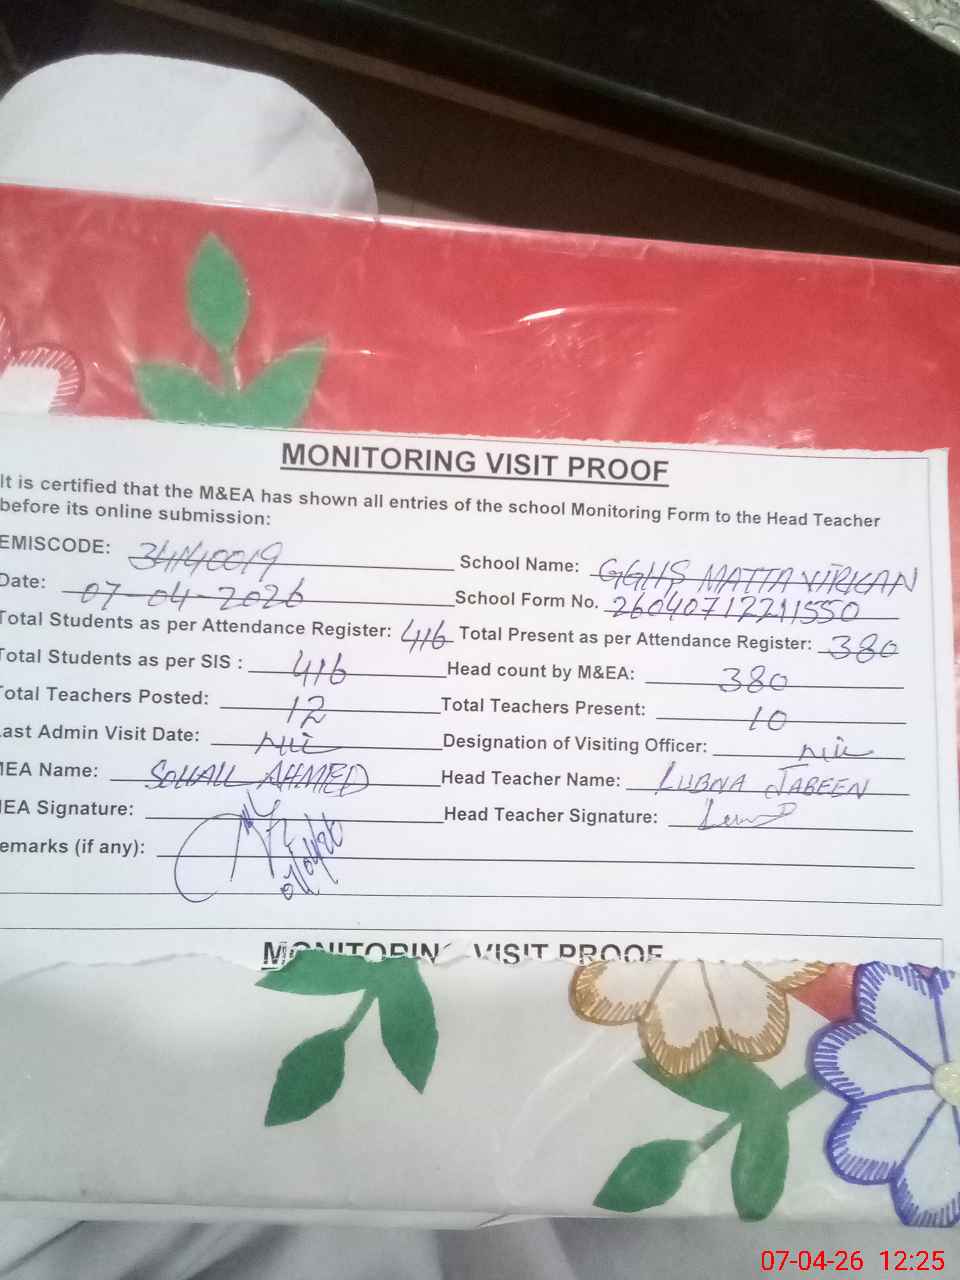 MONITORING VISIT PROOF
It is certified that the M&EA has shown all entries of the school Monitoring Form to the Head Teacher
before its online submission:
EMISCODE: 34140019 School Name: GGHS MATTA VIRKAN
Date: 07-04-2026 School Form No. 26040712211550
Total Students as per Attendance Register: 416 Total Present as per Attendance Register: 380
Total Students as per SIS : 416 Head count by M&EA: 380
Total Teachers Posted: 12 Total Teachers Present: 10
Last Admin Visit Date: Nil Designation of Visiting Officer: Nil
MEA Name: SOHAIL AHMED Head Teacher Name: LUBNA JABEEN
MEA Signature: Head Teacher Signature:
emarks (if any): 07/04/26
MONITORING VISIT PROOF
07-04-26 12:25